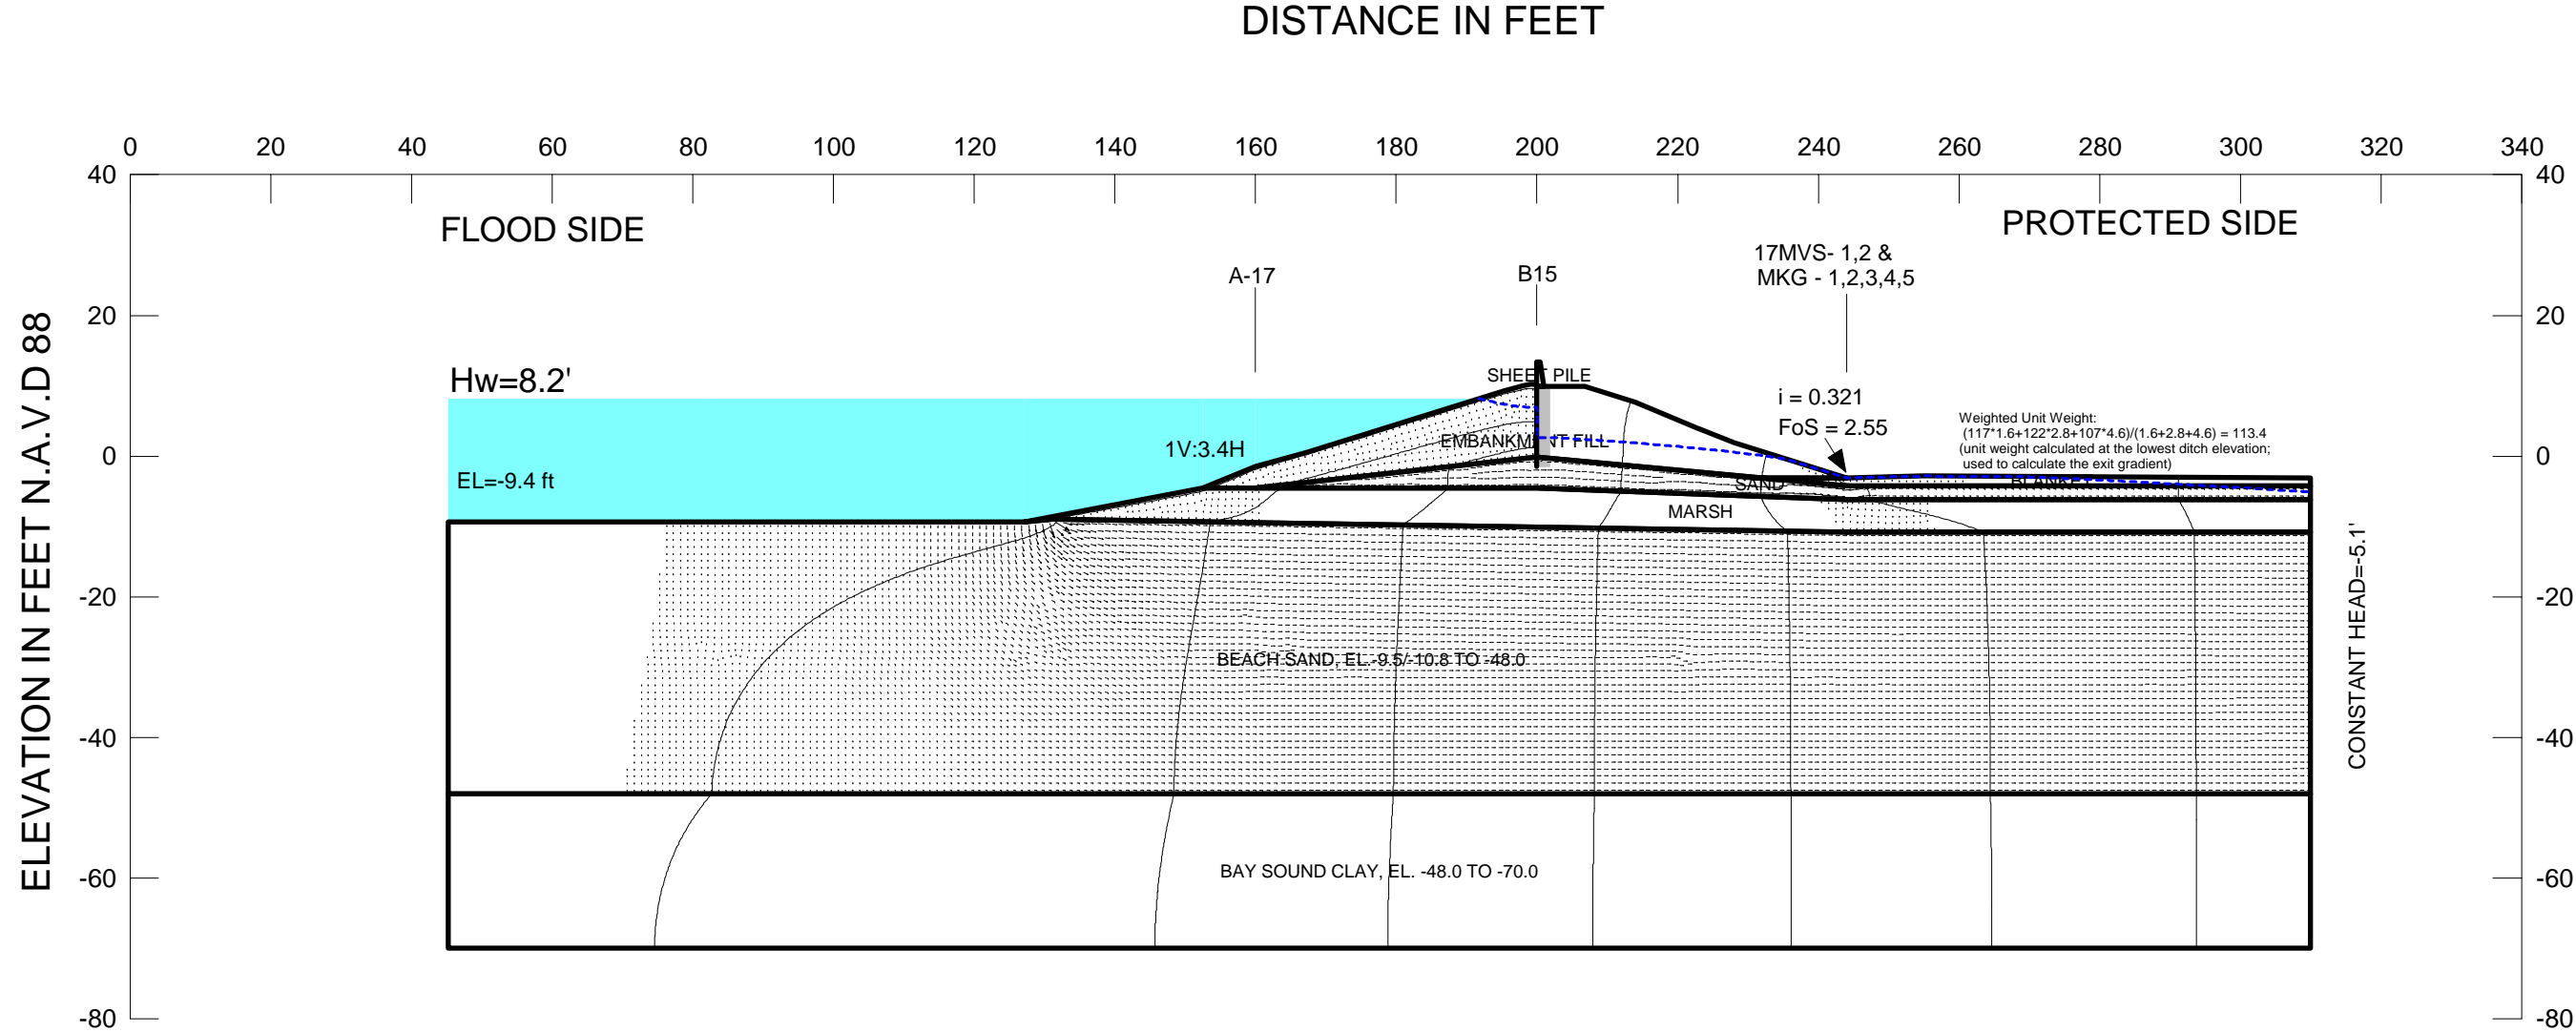 DISTANCE IN FEET
0 20 40 60 80 100 120 140 160 180 200 220 240 260 280 300 320 340
40 40
FLOOD SIDE
PROTECTED SIDE
17MVS- 1,2 &
MKG - 1,2,3,4,5
A-17
B15
20 20
ELEVATION IN FEET N.A.V.D 88
Hw=8.2'
SHEET PILE
i = 0.321
FoS = 2.55
Weighted Unit Weight:
(117*1.6+122*2.8+107*4.6)/(1.6+2.8+4.6) = 113.4
(unit weight calculated at the lowest ditch elevation;
used to calculate the exit gradient)
1V:3.4H
EMBANKMENT FILL
0 0
EL=-9.4 ft
SAND
MARSH
-20 -20
CONSTANT HEAD=-5.1'
BEACH SAND, EL.-9.5/-10.8 TO -48.0
-40 -40
BAY SOUND CLAY, EL. -48.0 TO -70.0
-60 -60
-80 -80